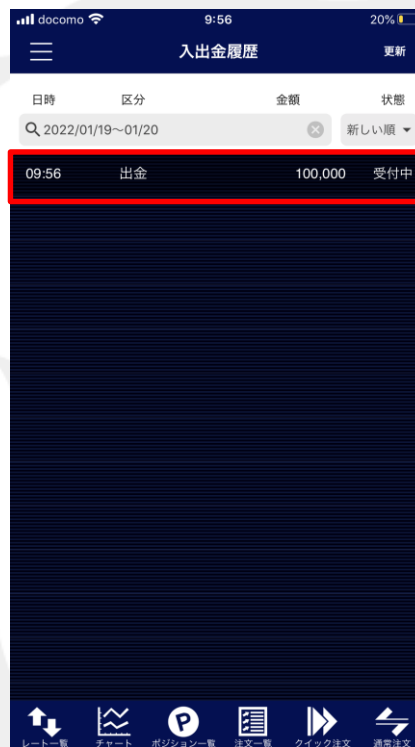 docomo 9:56 20%
入出金履歴 更新
日時 区分 金額 状態
2022/01/19〜01/20 新しい順
09:56 出金 100,000 受付中
レート一覧 チャート ポジション一覧 注文一覧 クイック注文 通常注文